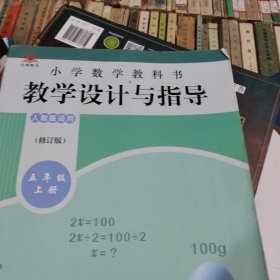 小学数学教科书
教学设计与指导
人教版适用
(修订版)
五年级
上册
2x=100
2x÷2=100÷2
x=?
100g